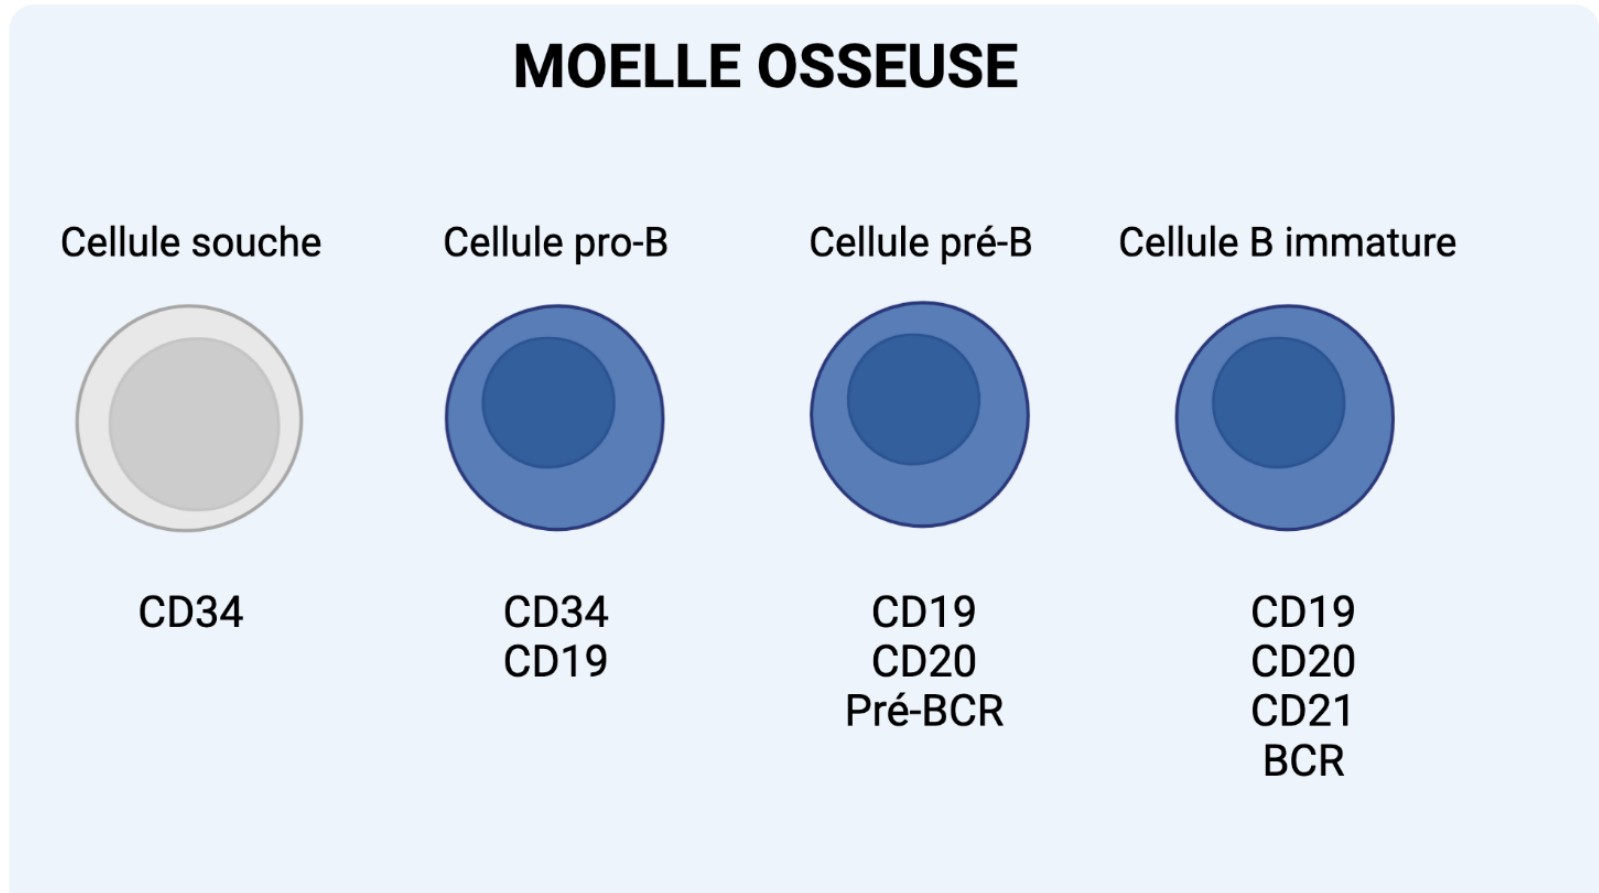 MOELLE OSSEUSE
Cellule souche
Cellule pro-B
Cellule pré-B
Cellule B immature
CD34
CD34
CD19
CD19
CD20
Pré-BCR
CD19
CD20
CD21
BCR